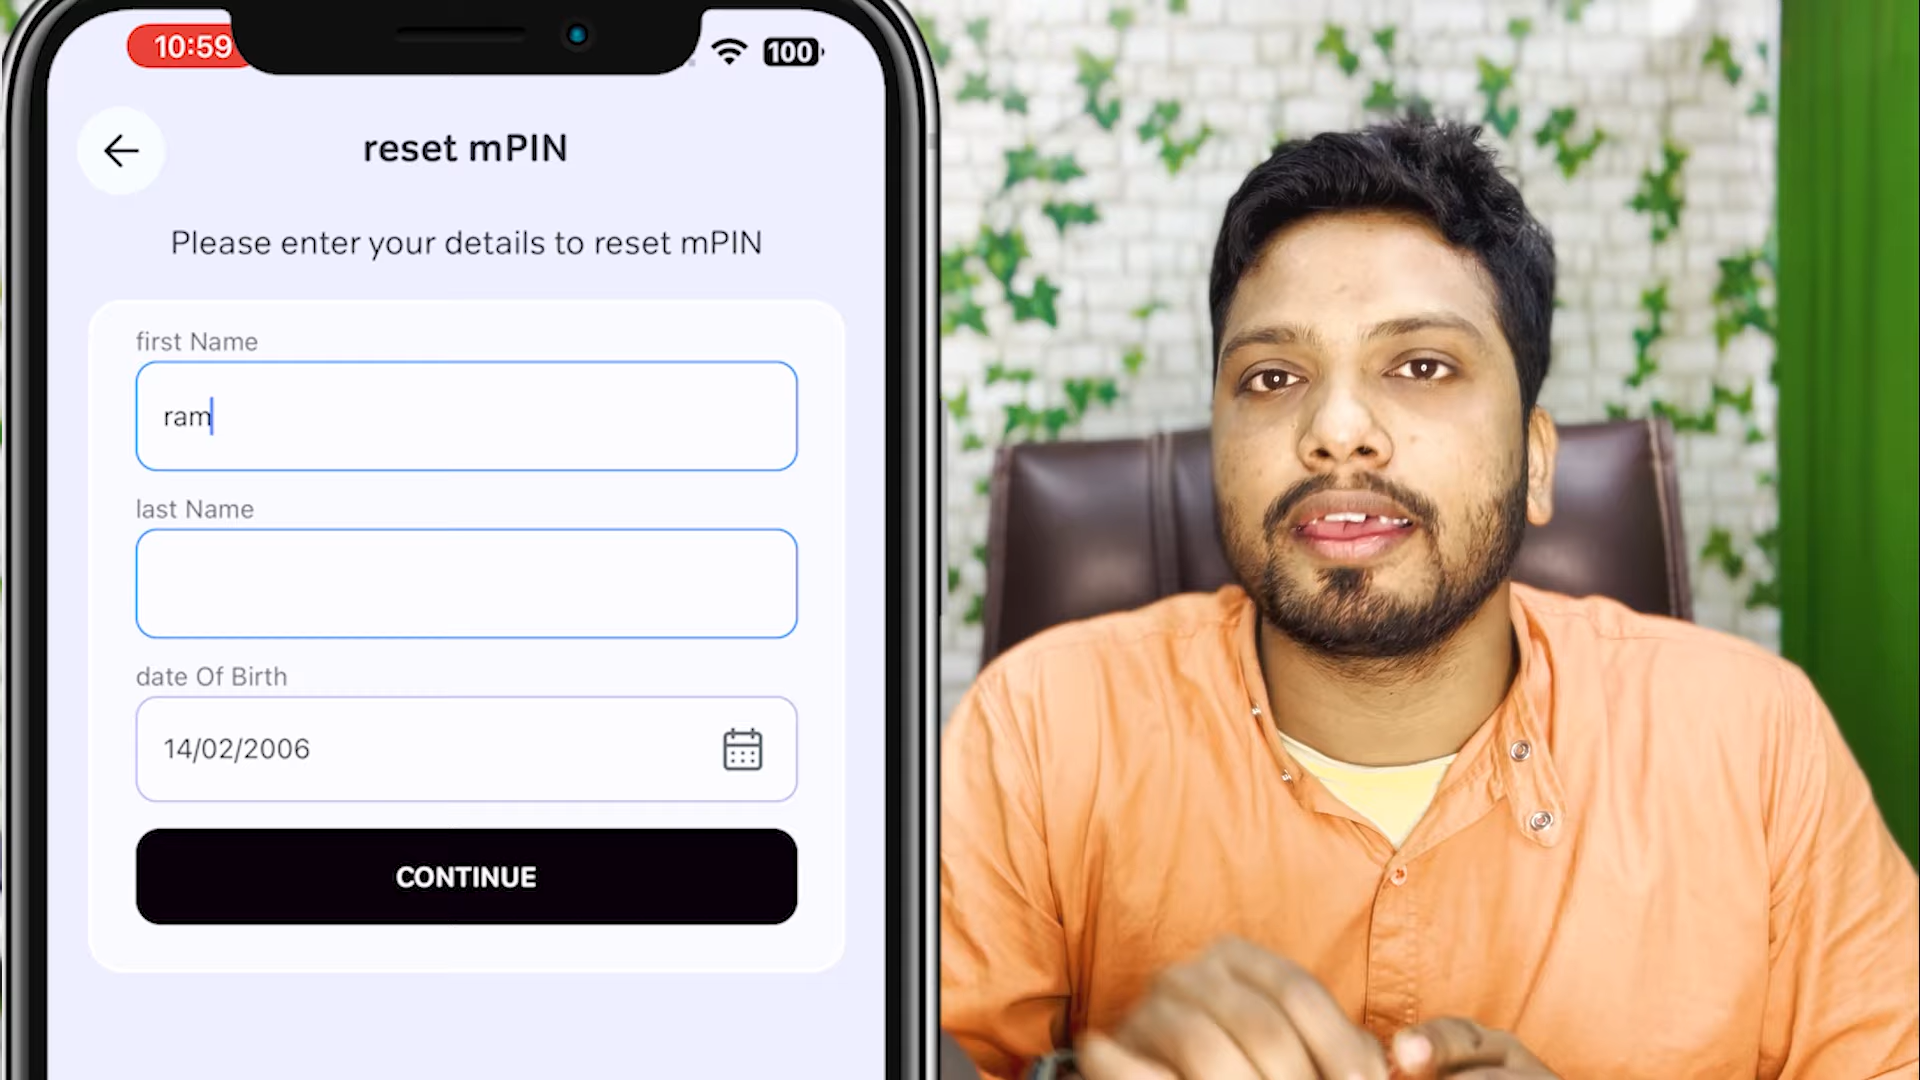 10:59
100
reset mPIN
Please enter your details to reset mPIN
first Name
ram
last Name
date Of Birth
14/02/2006
CONTINUE